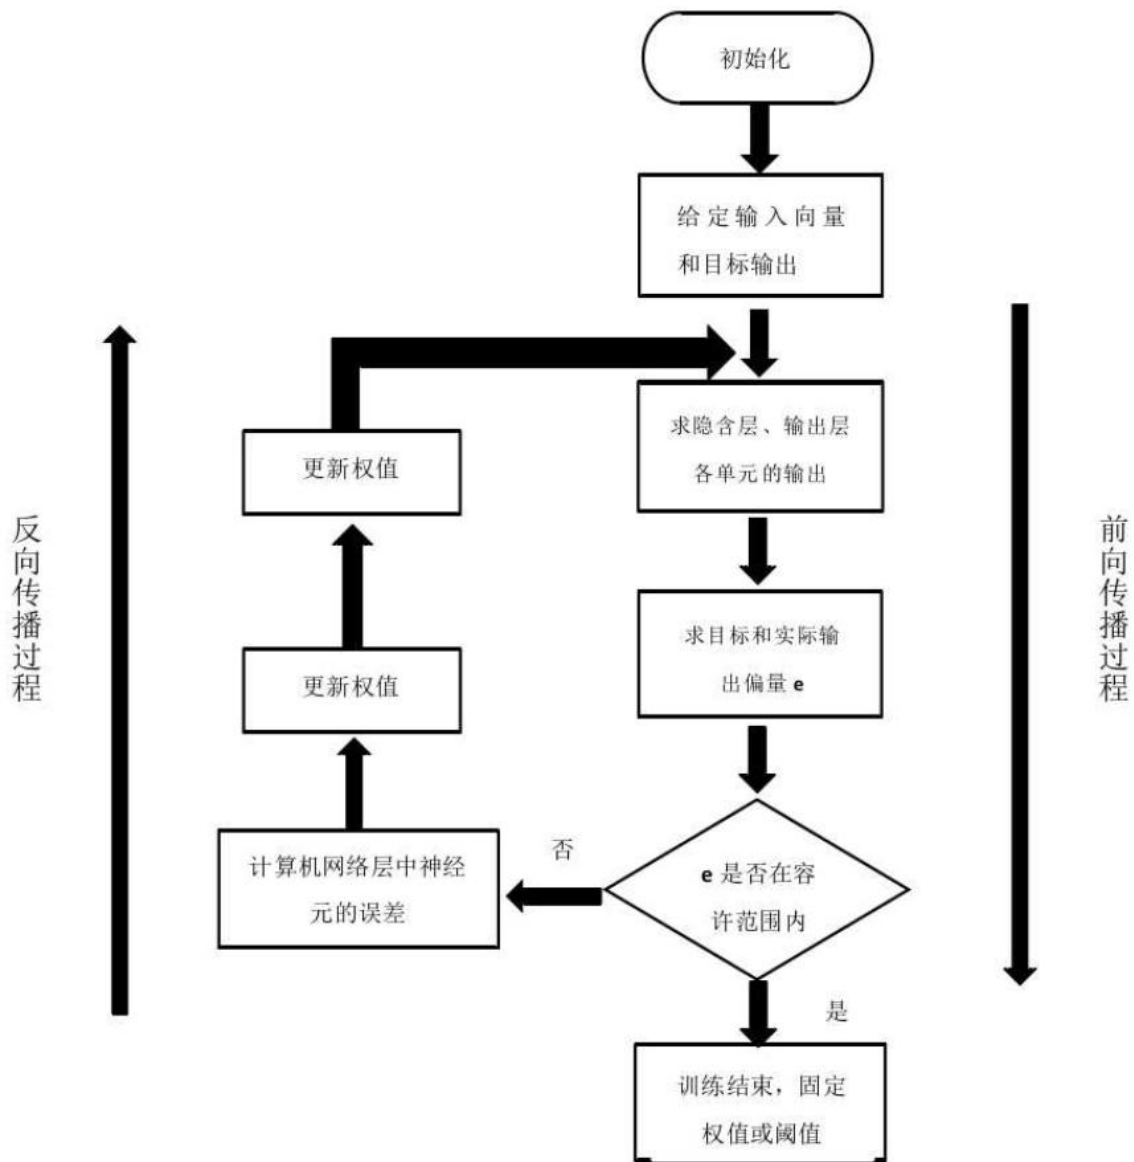 初始化
给定输入向量
和目标输出
求隐含层、输出层
各单元的输出
求目标和实际输
出偏量 e
e 是否在容
许范围内
否
是
训练结束，固定
权值或阈值
计算机网络层中神经
元的误差
更新权值
更新权值
反向传播过程
前向传播过程